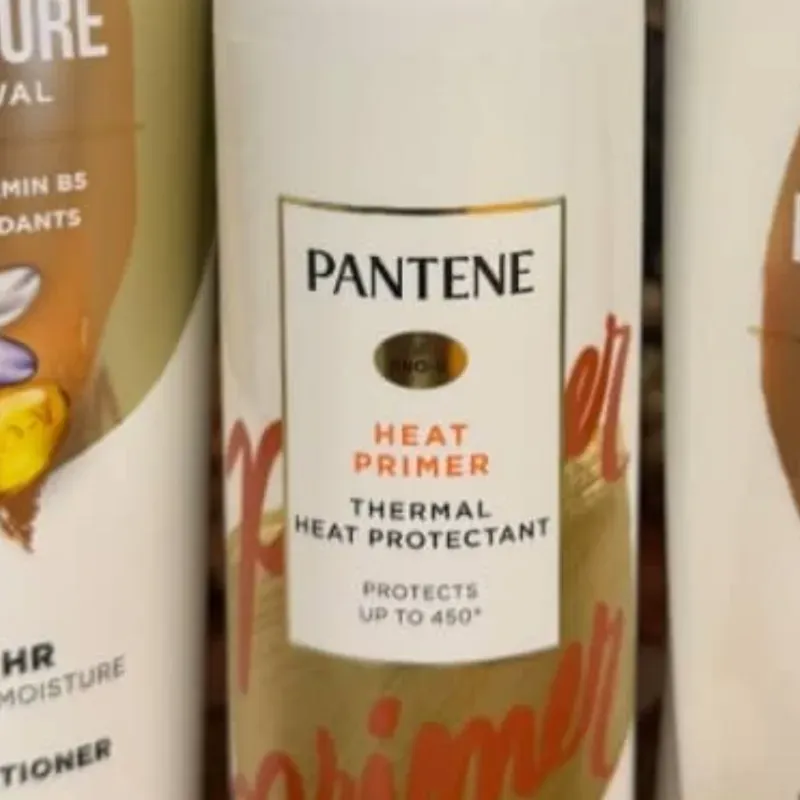 URE
VAL
MIN B5
DANTS
HR
MOISTURE
TIONER
PANTENE
HEAT
PRIMER
THERMAL
HEAT PROTECTANT
PROTECTS
UP TO 450°
p er
primer